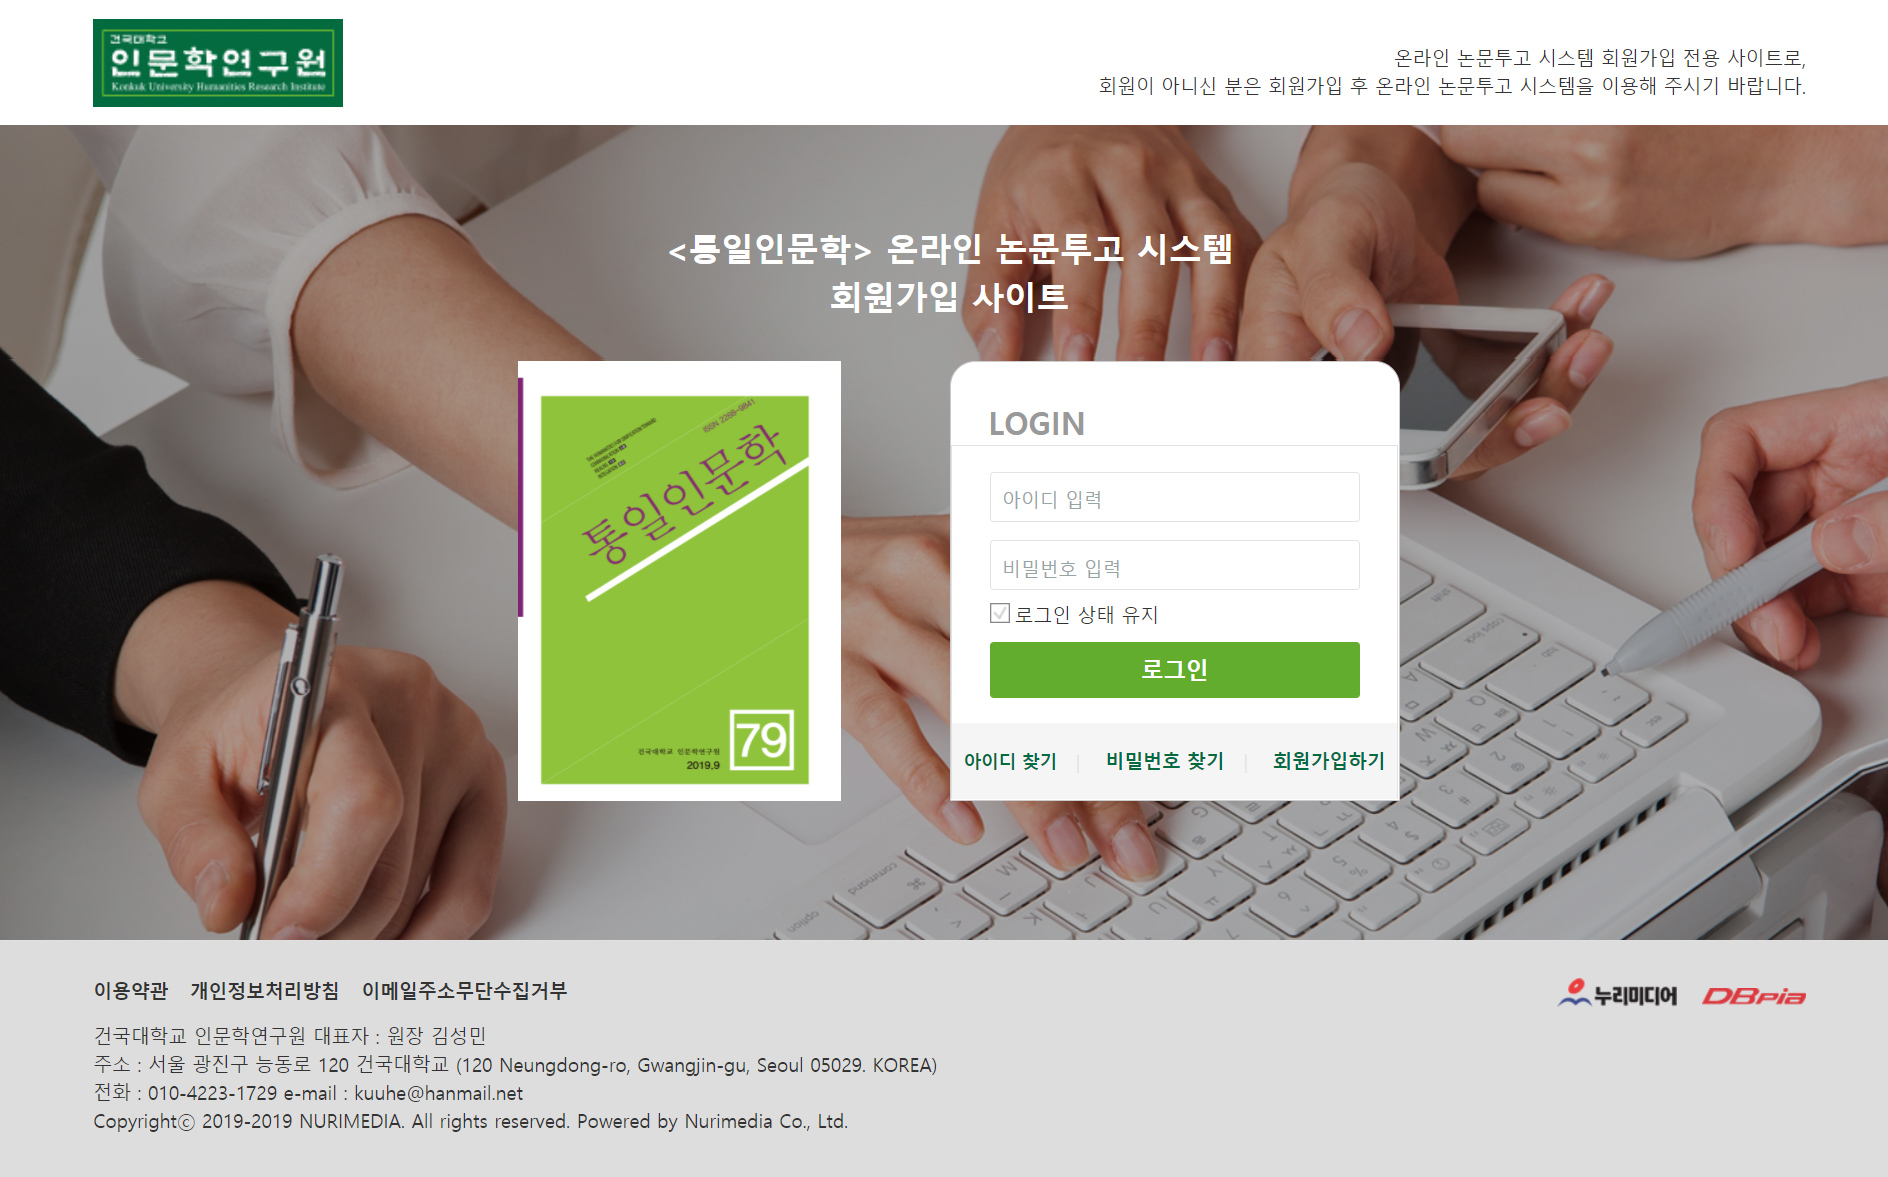 건국대학교
인문학연구원
Konkuk University Humanities Research Institute
온라인 논문투고 시스템 회원가입 전용 사이트로,
회원이 아니신 분은 회원가입 후 온라인 논문투고 시스템을 이용해 주시기 바랍니다.
<통일인문학> 온라인 논문투고 시스템
회원가입 사이트
ISSN 2288-9841
통일인문학
건국대학교 인문학연구원
2019.9
79
LOGIN
아이디 입력
비밀번호 입력
로그인 상태 유지
로그인
아이디 찾기 | 비밀번호 찾기 | 회원가입하기
caps lock
command
option
이용약관 개인정보처리방침 이메일주소무단수집거부
누리미디어 DBpia
건국대학교 인문학연구원 대표자 : 원장 김성민
주소 : 서울 광진구 능동로 120 건국대학교 (120 Neungdong-ro, Gwangjin-gu, Seoul 05029. KOREA)
전화 : 010-4223-1729 e-mail : kuuhe@hanmail.net
Copyrightⓒ 2019-2019 NURIMEDIA. All rights reserved. Powered by Nurimedia Co., Ltd.